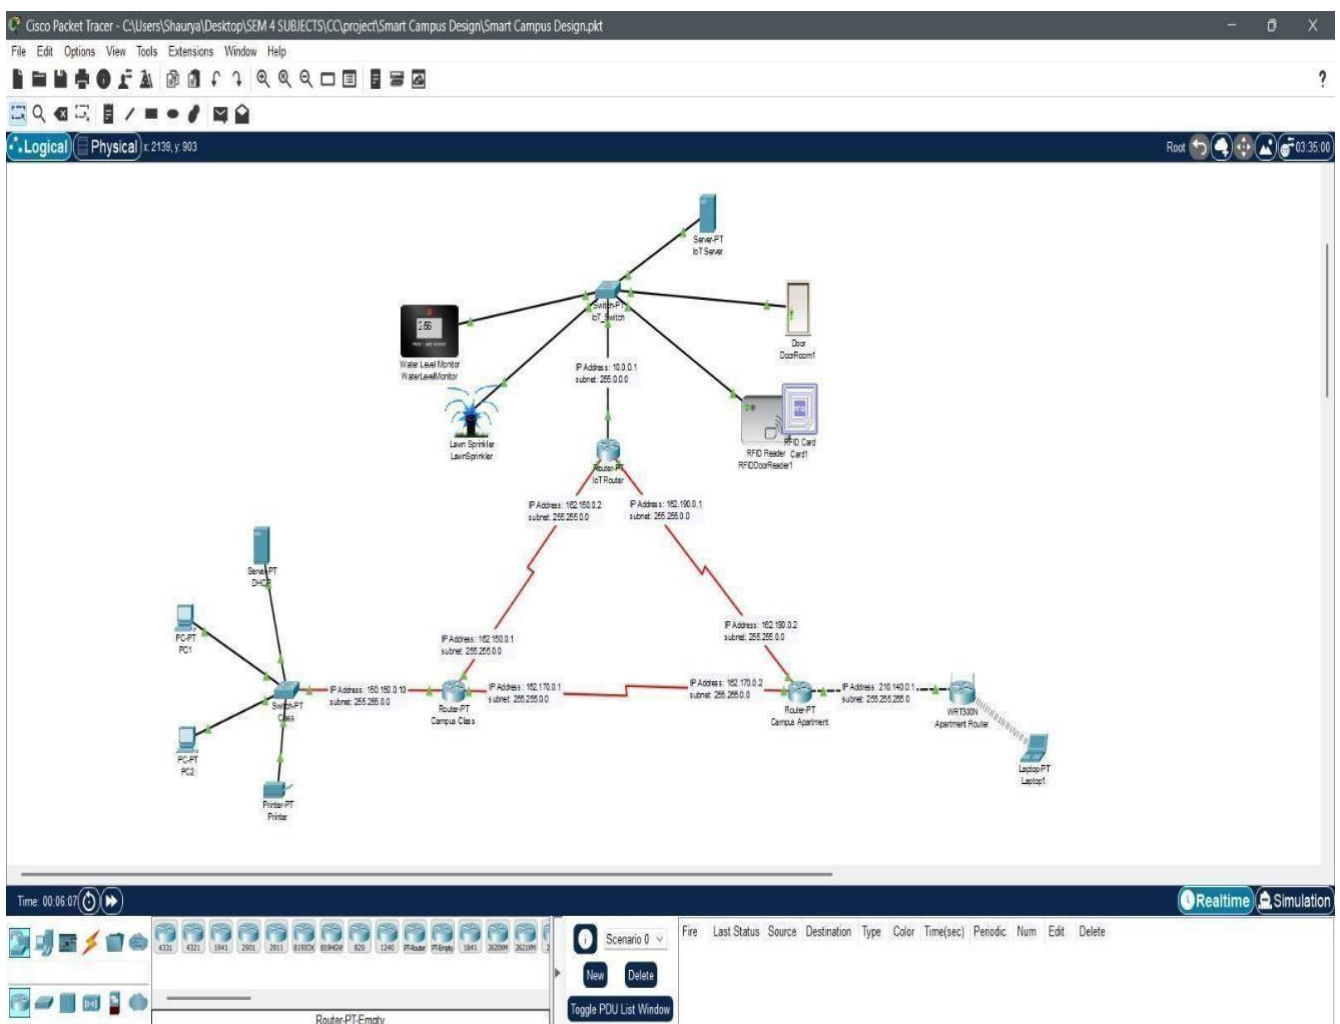 Cisco Packet Tracer - C:\Users\Shaurya\Desktop\SEM 4 SUBJECTS\CC\project\Smart Campus Design\Smart Campus Design.pkt
File Edit Options View Tools Extensions Window Help
?
Logical Physical x: 2139, y: 903
Root 03:35:00
Server-PT
IoT Server
Switch-PT
IoT_Switch
2.58
Water Level Monitor
WaterLevelMonitor
Door
DoorRoom1
IP Address: 10.0.0.1
subnet: 255.0.0.0
Lawn Sprinkler
LawnSprinkler
RFID Card
Card1
RFID Reader
RFIDDoorReader1
Router-PT
IoT Router
IP Address: 162.150.0.2
subnet: 255.255.0.0
IP Address: 162.190.0.1
subnet: 255.255.0.0
Server-PT
DHCP
PC-PT
PC1
IP Address: 162.150.0.1
subnet: 255.255.0.0
IP Address: 162.190.0.2
subnet: 255.255.0.0
Switch-PT
Class
IP Address: 150.150.0.10
subnet: 255.255.0.0
Router-PT
Campus Class
IP Address: 162.170.0.1
subnet: 255.255.0.0
IP Address: 162.170.0.2
subnet: 255.255.0.0
Router-PT
Campus Apartment
IP Address: 210.140.0.1
subnet: 255.255.255.0
WRT300N
Apartment Router
PC-PT
PC2
Laptop-PT
Laptop1
Printer-PT
Printer
Time: 00:06:07
Realtime Simulation
4331 4321 1941 2901 2911 819IOX 819HGW 829 1240 PT-Router PT-Empty 1841 2620XM 2621XM
Scenario 0
New Delete
Toggle PDU List Window
Fire Last Status Source Destination Type Color Time(sec) Periodic Num Edit Delete
Router-PT-Empty